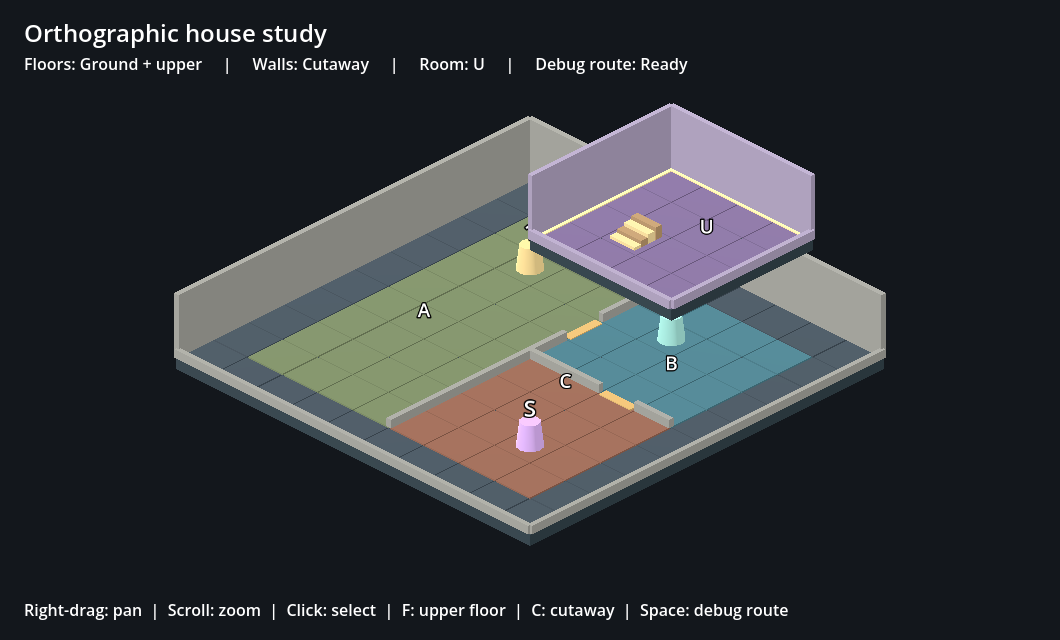 Orthographic house study
Floors: Ground + upper | Walls: Cutaway | Room: U | Debug route: Ready
U
A
B
C
S
Right-drag: pan | Scroll: zoom | Click: select | F: upper floor | C: cutaway | Space: debug route